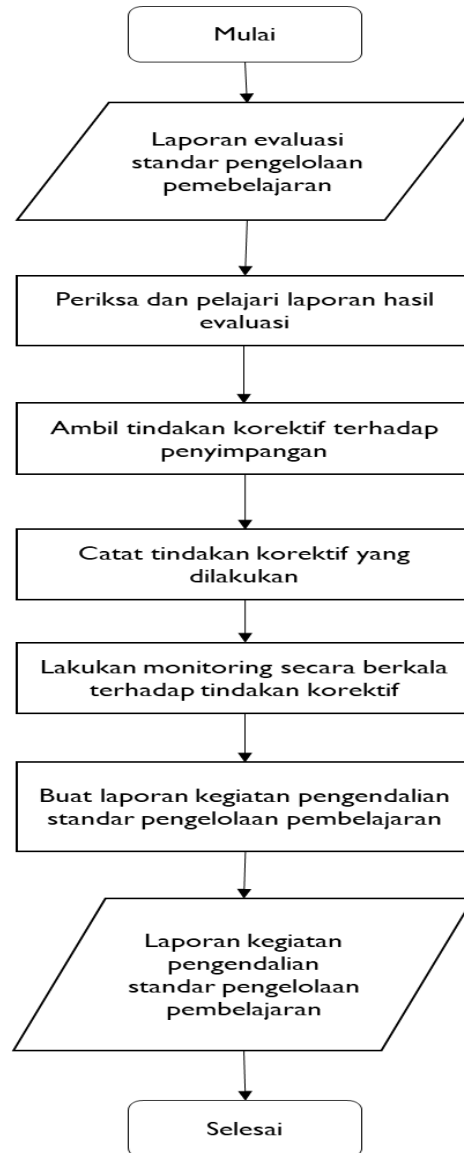 Mulai
Laporan evaluasi
standar pengelolaan
pemebelajaran
Periksa dan pelajari laporan hasil
evaluasi
Ambil tindakan korektif terhadap
penyimpangan
Catat tindakan korektif yang
dilakukan
Lakukan monitoring secara berkala
terhadap tindakan korektif
Buat laporan kegiatan pengendalian
standar pengelolaan pembelajaran
Laporan kegiatan
pengendalian
standar pengelolaan
pembelajaran
Selesai